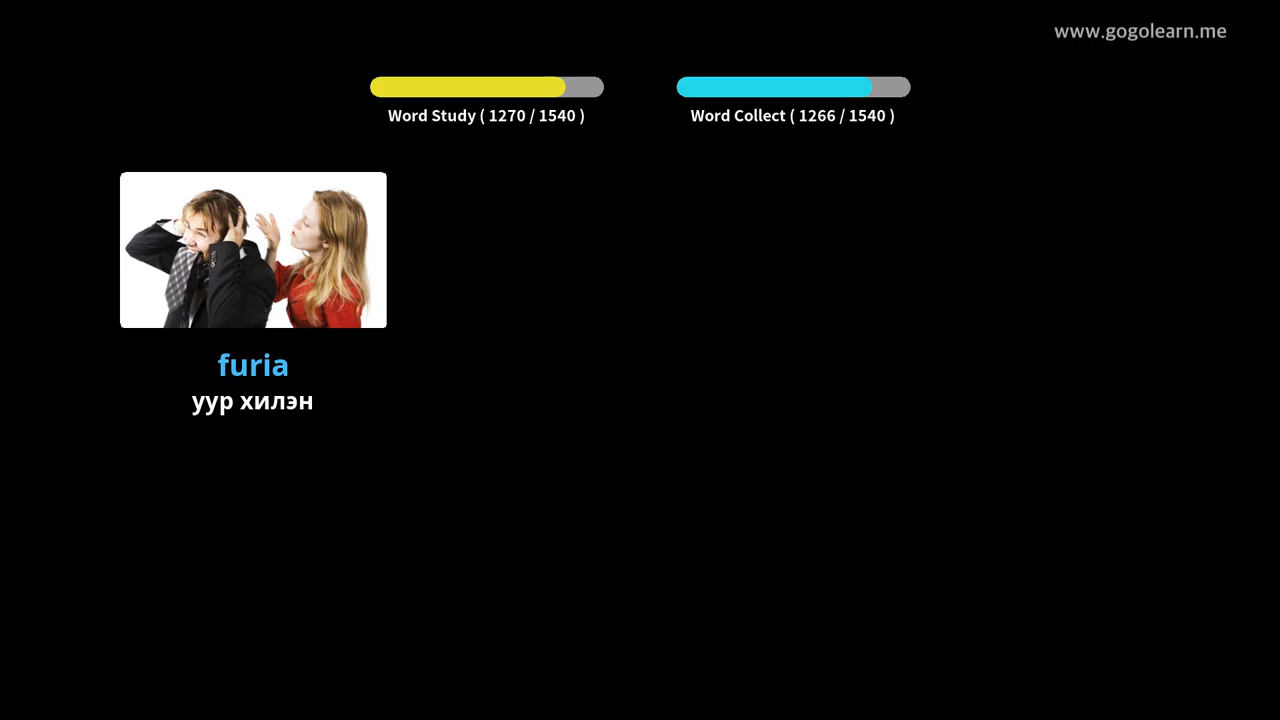 www.gogolearn.me
Word Study ( 1270 / 1540 )
Word Collect ( 1266 / 1540 )
furia
уур хилэн